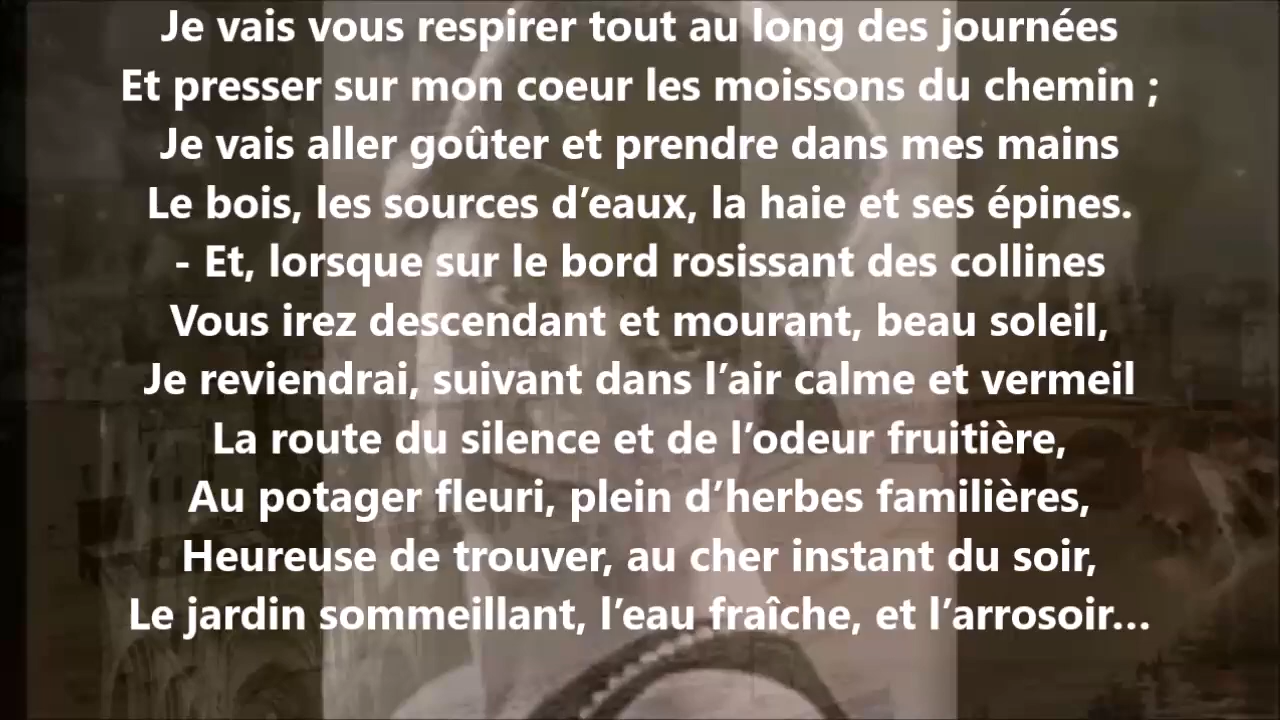 Je vais vous respirer tout au long des journées
Et presser sur mon coeur les moissons du chemin ;
Je vais aller goûter et prendre dans mes mains
Le bois, les sources d’eaux, la haie et ses épines.
- Et, lorsque sur le bord rosissant des collines
Vous irez descendant et mourant, beau soleil,
Je reviendrai, suivant dans l’air calme et vermeil
La route du silence et de l’odeur fruitière,
Au potager fleuri, plein d’herbes familières,
Heureuse de trouver, au cher instant du soir,
Le jardin sommeillant, l’eau fraîche, et l’arrosoir…